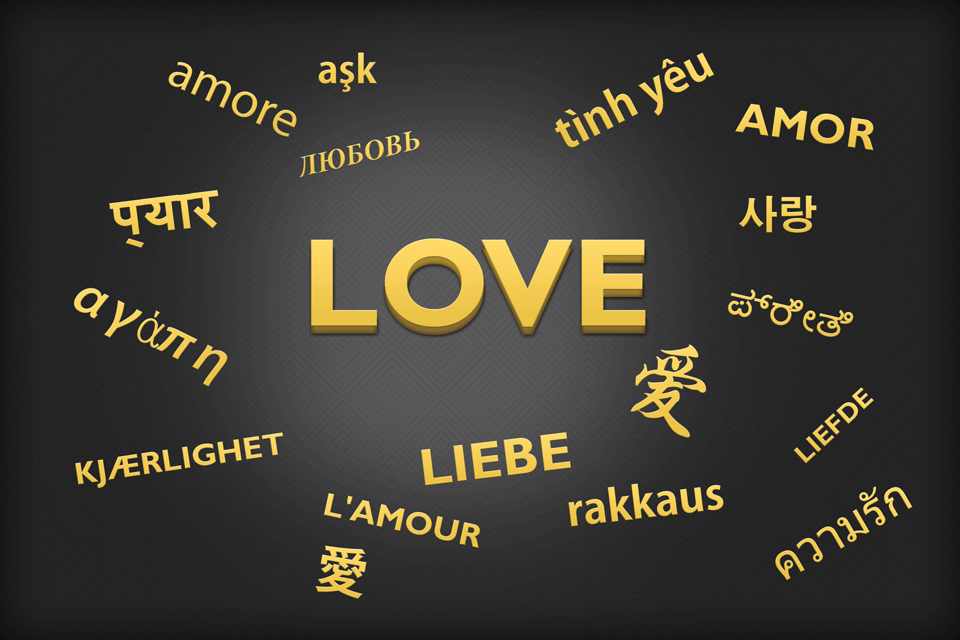 amore
aşk
tình yêu
AMOR
ЛЮБОВЬ
प्‌यार
사랑
LOVE
αγάπη
ಪ್‌ರೀತಿ
愛
LIEFDE
KJÆRLIGHET
LIEBE
rakkaus
L'AMOUR
ความรัก
愛